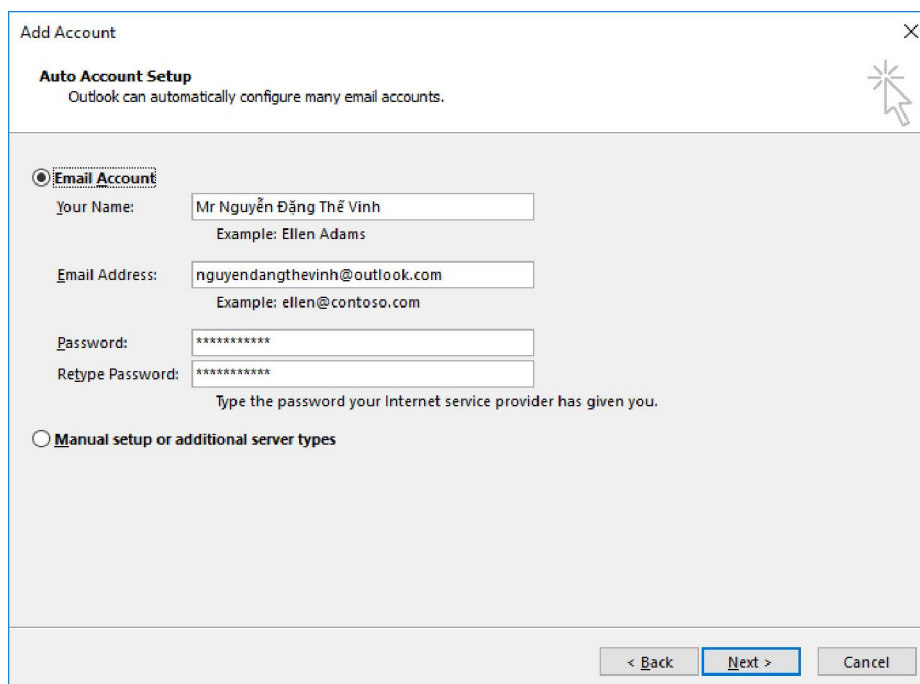 Add Account
Auto Account Setup
Outlook can automatically configure many email accounts.
Email Account
Your Name: Mr Nguyễn Đặng Thế Vinh
Example: Ellen Adams
Email Address: nguyendangthevinh@outlook.com
Example: ellen@contoso.com
Password: ***********
Retype Password: ***********
Type the password your Internet service provider has given you.
Manual setup or additional server types
< Back Next > Cancel